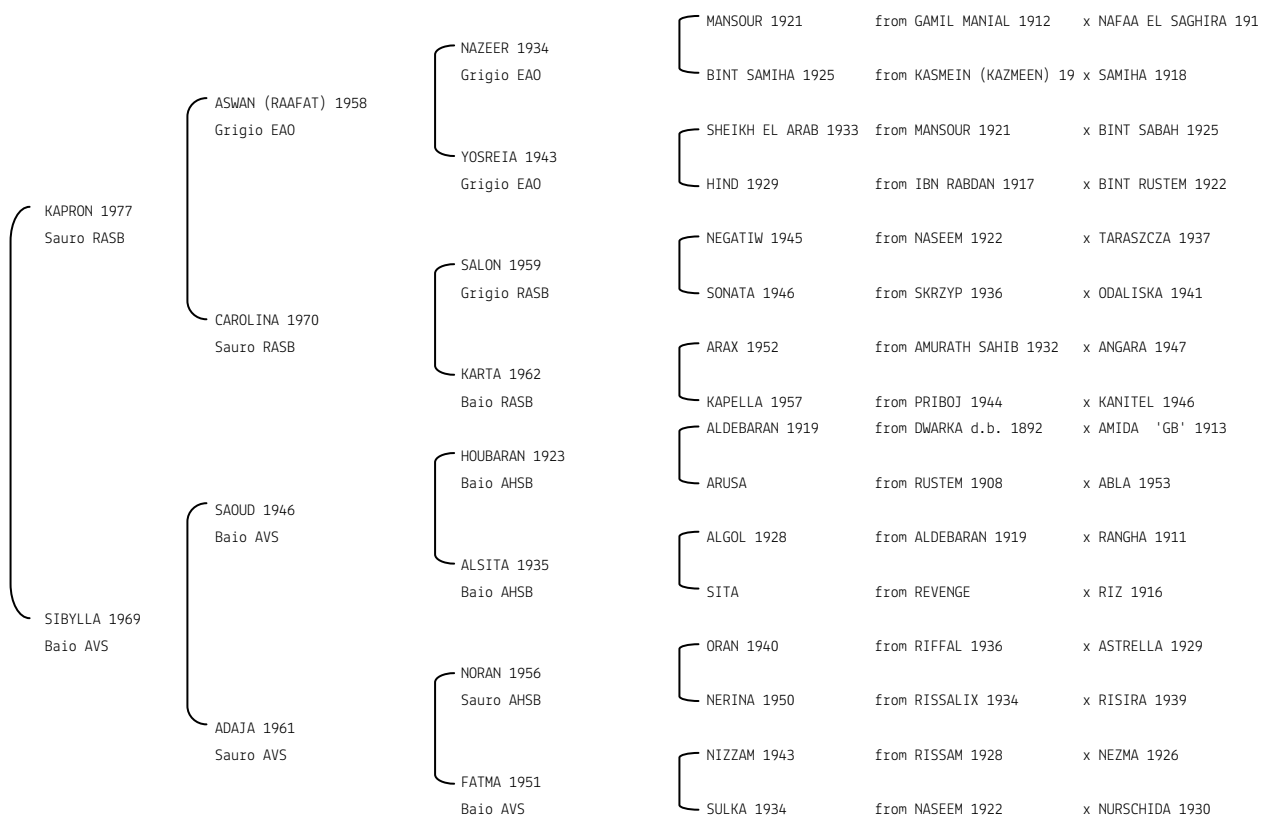 MANSOUR 1921 from GAMIL MANIAL 1912 x NAFAA EL SAGHIRA 191
NAZEER 1934
Grigio EAO
BINT SAMIHA 1925 from KASMEIN (KAZMEEN) 19 x SAMIHA 1918
ASWAN (RAAFAT) 1958
Grigio EAO
SHEIKH EL ARAB 1933 from MANSOUR 1921 x BINT SABAH 1925
YOSREIA 1943
Grigio EAO
HIND 1929 from IBN RABDAN 1917 x BINT RUSTEM 1922
KAPRON 1977
Sauro RASB
NEGATIW 1945 from NASEEM 1922 x TARASZCZA 1937
SALON 1959
Grigio RASB
SONATA 1946 from SKRZYP 1936 x ODALISKA 1941
CAROLINA 1970
Sauro RASB
ARAX 1952 from AMURATH SAHIB 1932 x ANGARA 1947
KARTA 1962
Baio RASB
KAPELLA 1957 from PRIBOJ 1944 x KANITEL 1946
ALDEBARAN 1919 from DWARKA d.b. 1892 x AMIDA 'GB' 1913
HOUBARAN 1923
Baio AHSB
ARUSA from RUSTEM 1908 x ABLA 1953
SAOUD 1946
Baio AVS
ALGOL 1928 from ALDEBARAN 1919 x RANGHA 1911
ALSITA 1935
Baio AHSB
SITA from REVENGE x RIZ 1916
SIBYLLA 1969
Baio AVS
ORAN 1940 from RIFFAL 1936 x ASTRELLA 1929
NORAN 1956
Sauro AHSB
NERINA 1950 from RISSALIX 1934 x RISIRA 1939
ADAJA 1961
Sauro AVS
NIZZAM 1943 from RISSAM 1928 x NEZMA 1926
FATMA 1951
Baio AVS
SULKA 1934 from NASEEM 1922 x NURSCHIDA 1930